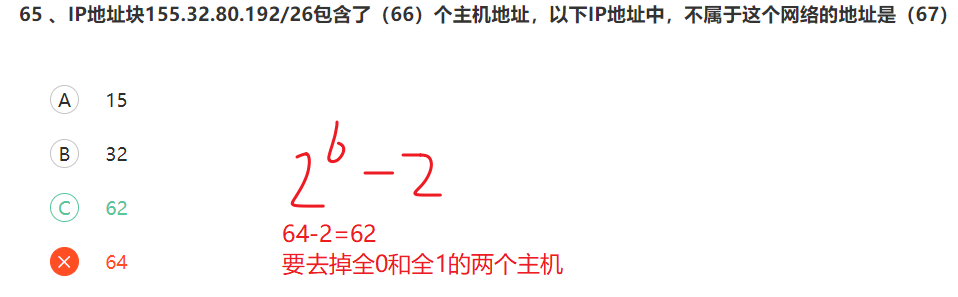 65 、IP地址块155.32.80.192/26包含了（66）个主机地址，以下IP地址中，不属于这个网络的地址是（67）
A 15
B 32
C 62
64
2^6-2
64-2=62
要去掉全0和全1的两个主机